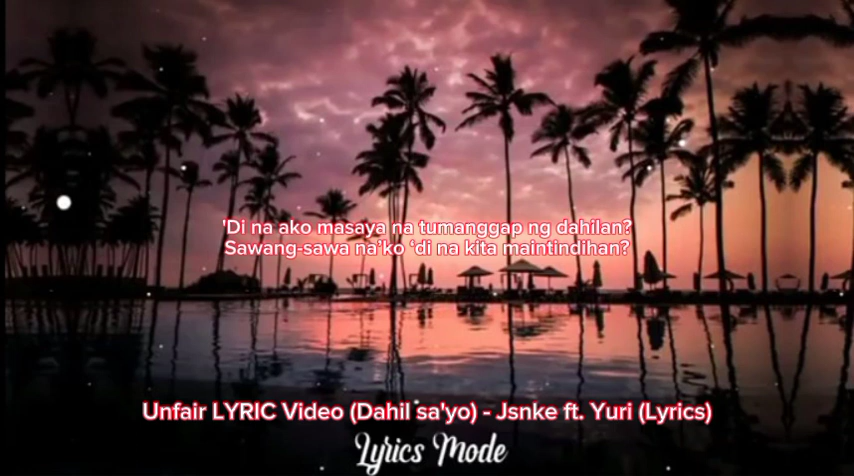 'Di na ako masaya na tumanggap ng dahilan?
Sawang-sawa na'ko ‘di na kita maintindihan?
Unfair LYRIC Video (Dahil sa'yo) - Jsnke ft. Yuri (Lyrics)
Lyrics Mode